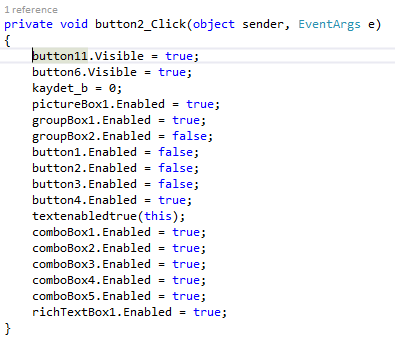 1 reference
private void button2_Click(object sender, EventArgs e)
{
button11.Visible = true;
button6.Visible = true;
kaydet_b = 0;
pictureBox1.Enabled = true;
groupBox1.Enabled = true;
groupBox2.Enabled = false;
button1.Enabled = false;
button2.Enabled = false;
button3.Enabled = false;
button4.Enabled = true;
textenabledtrue(this);
comboBox1.Enabled = true;
comboBox2.Enabled = true;
comboBox3.Enabled = true;
comboBox4.Enabled = true;
comboBox5.Enabled = true;
richTextBox1.Enabled = true;
}